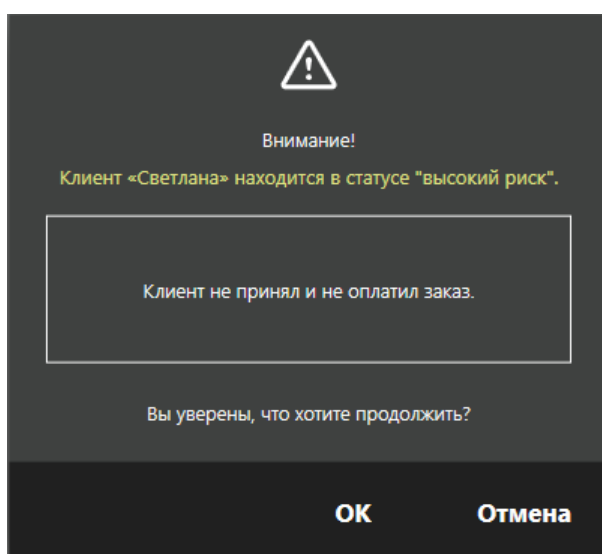 Внимание!
Клиент «Светлана» находится в статусе "высокий риск".
Клиент не принял и не оплатил заказ.
Вы уверены, что хотите продолжить?
ОК Отмена